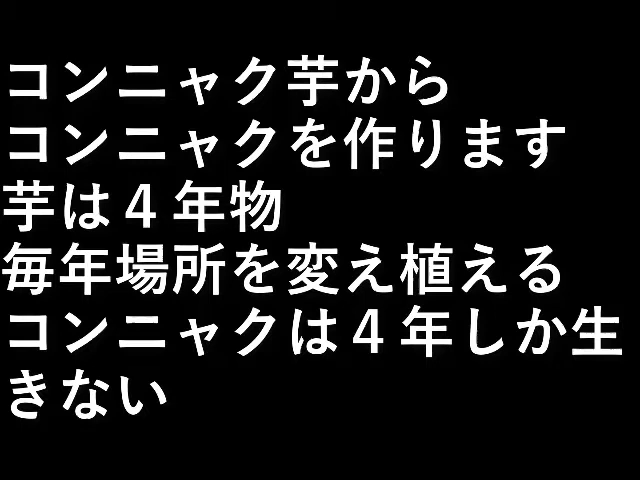 コンニャク芋から
コンニャクを作ります
芋は４年物
毎年場所を変え植える
コンニャクは４年しか生
きない